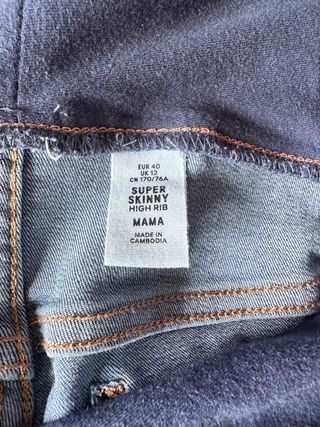 EUR 40
UK 12
CN 170/76A
SUPER
SKINNY
HIGH RIB
MAMA
MADE IN
CAMBODIA